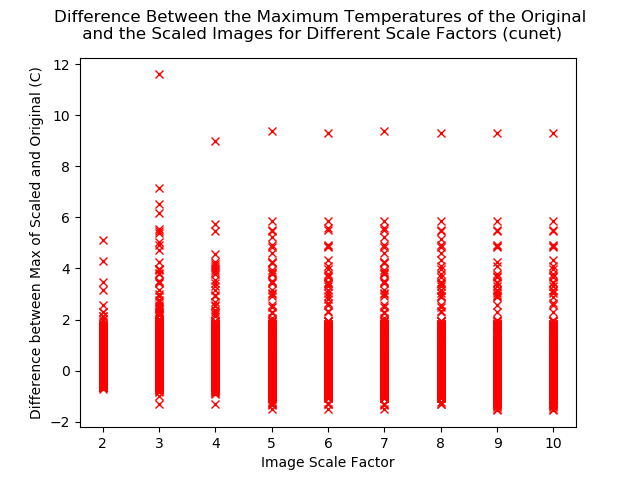 Difference Between the Maximum Temperatures of the Original
and the Scaled Images for Different Scale Factors (cunet)
Difference between Max of Scaled and Original (C)
12
10
8
6
4
2
0
−2
2 3 4 5 6 7 8 9 10
Image Scale Factor